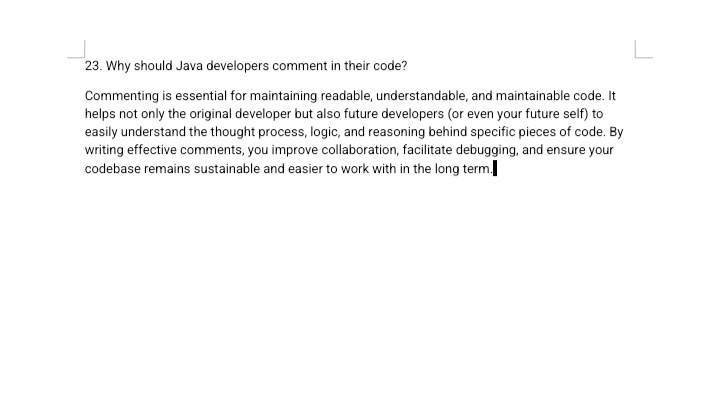 23. Why should Java developers comment in their code?
Commenting is essential for maintaining readable, understandable, and maintainable code. It
helps not only the original developer but also future developers (or even your future self) to
easily understand the thought process, logic, and reasoning behind specific pieces of code. By
writing effective comments, you improve collaboration, facilitate debugging, and ensure your
codebase remains sustainable and easier to work with in the long term.